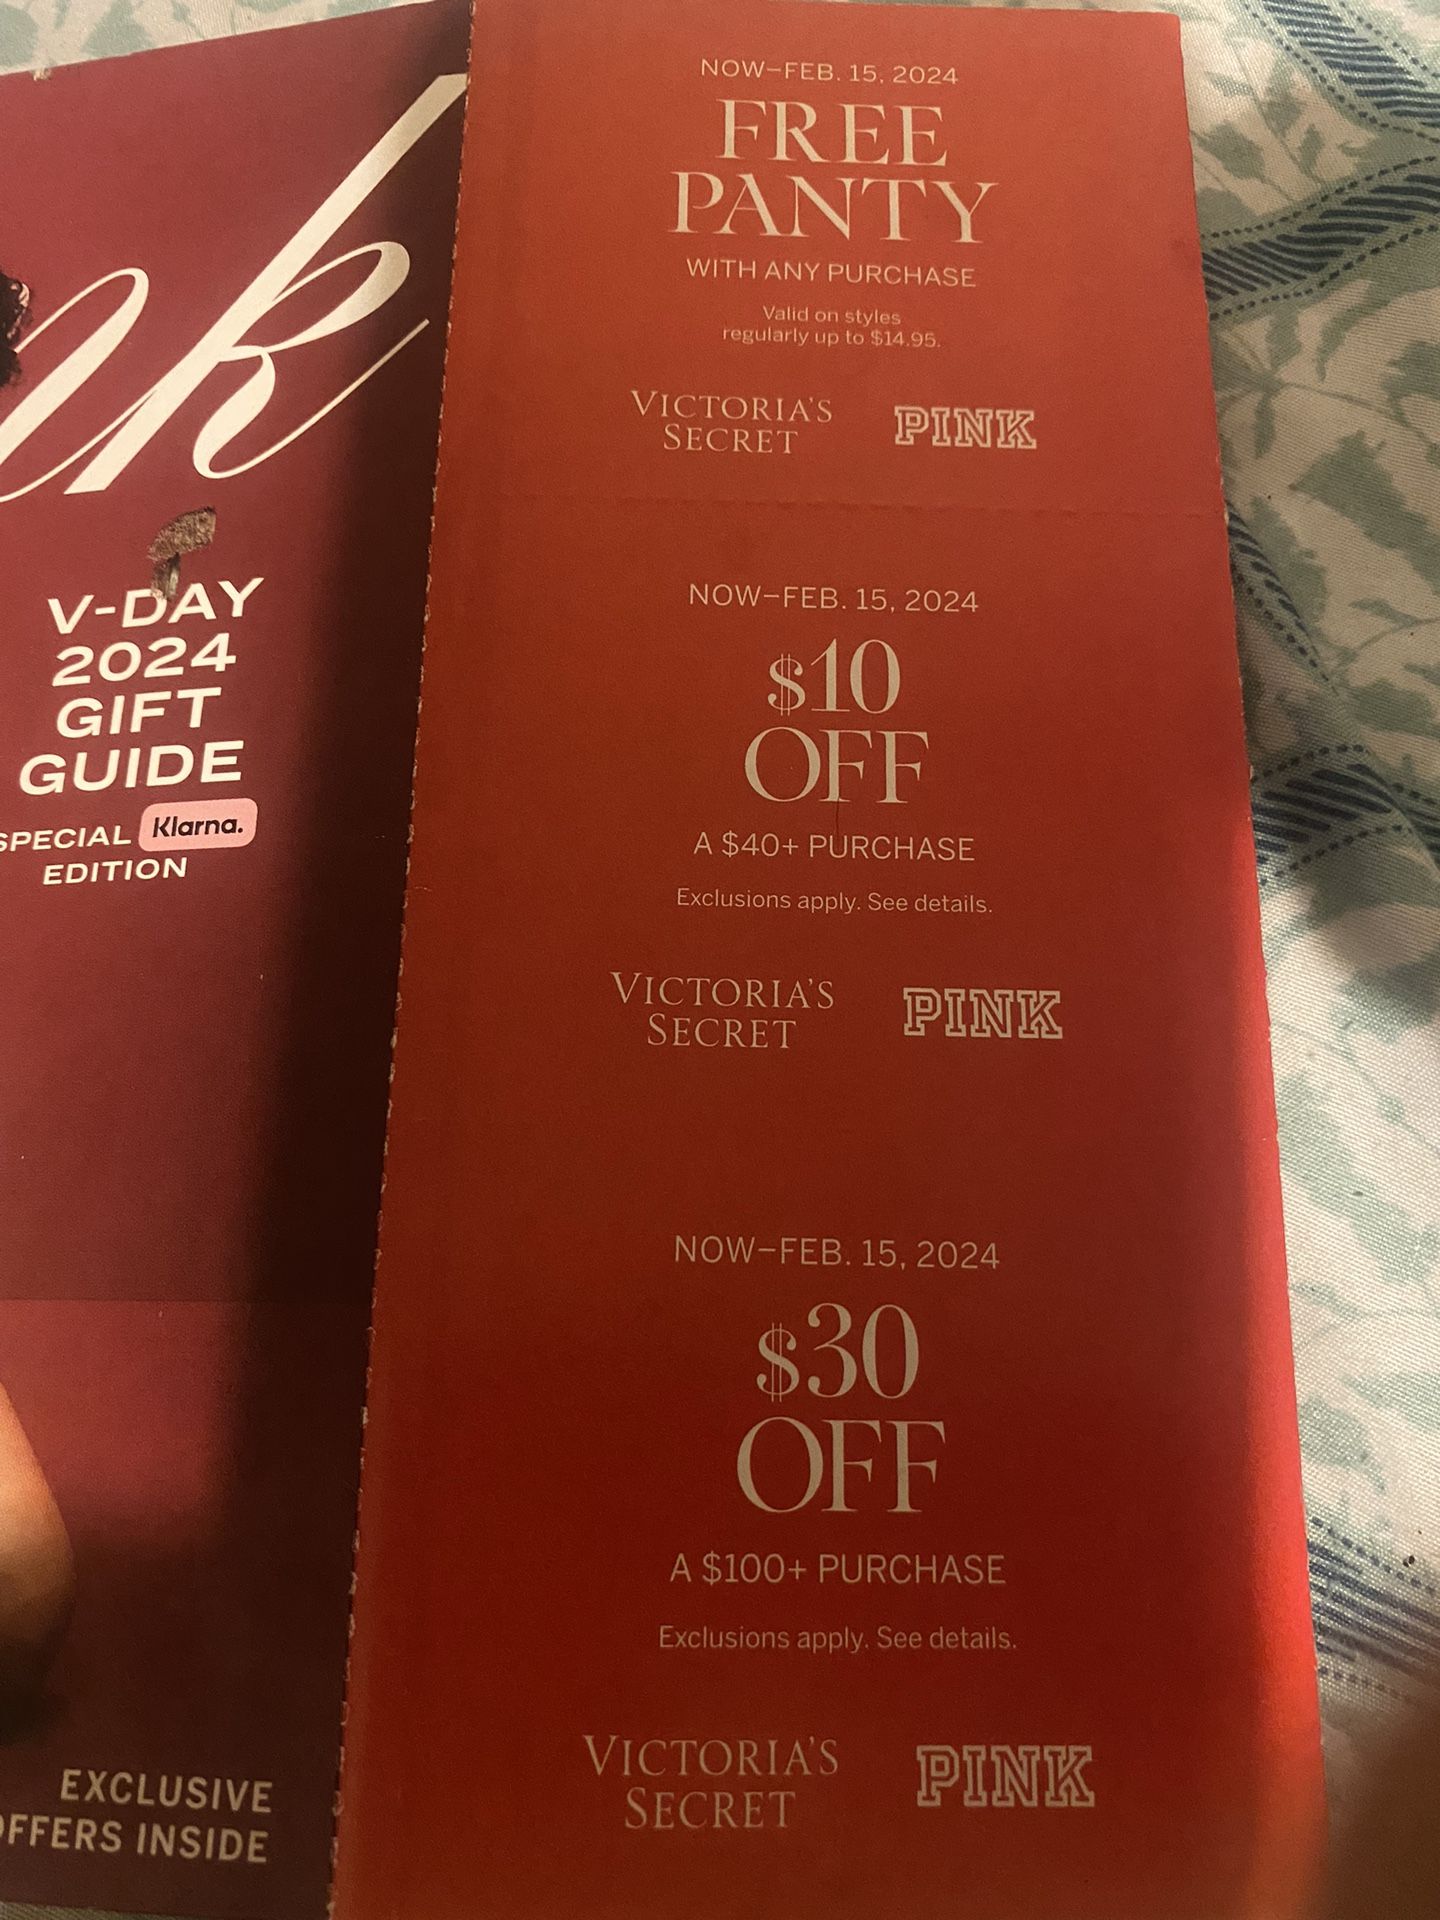 V-DAY
2024
GIFT
GUIDE
SPECIAL Klarna.
EDITION
EXCLUSIVE
OFFERS INSIDE
NOW–FEB. 15, 2024
FREE
PANTY
WITH ANY PURCHASE
Valid on styles
regularly up to $14.95.
VICTORIA'S
SECRET
PINK
NOW–FEB. 15, 2024
$10
OFF
A $40+ PURCHASE
Exclusions apply. See details.
VICTORIA'S
SECRET
PINK
NOW–FEB. 15, 2024
$30
OFF
A $100+ PURCHASE
Exclusions apply. See details.
VICTORIA'S
SECRET
PINK